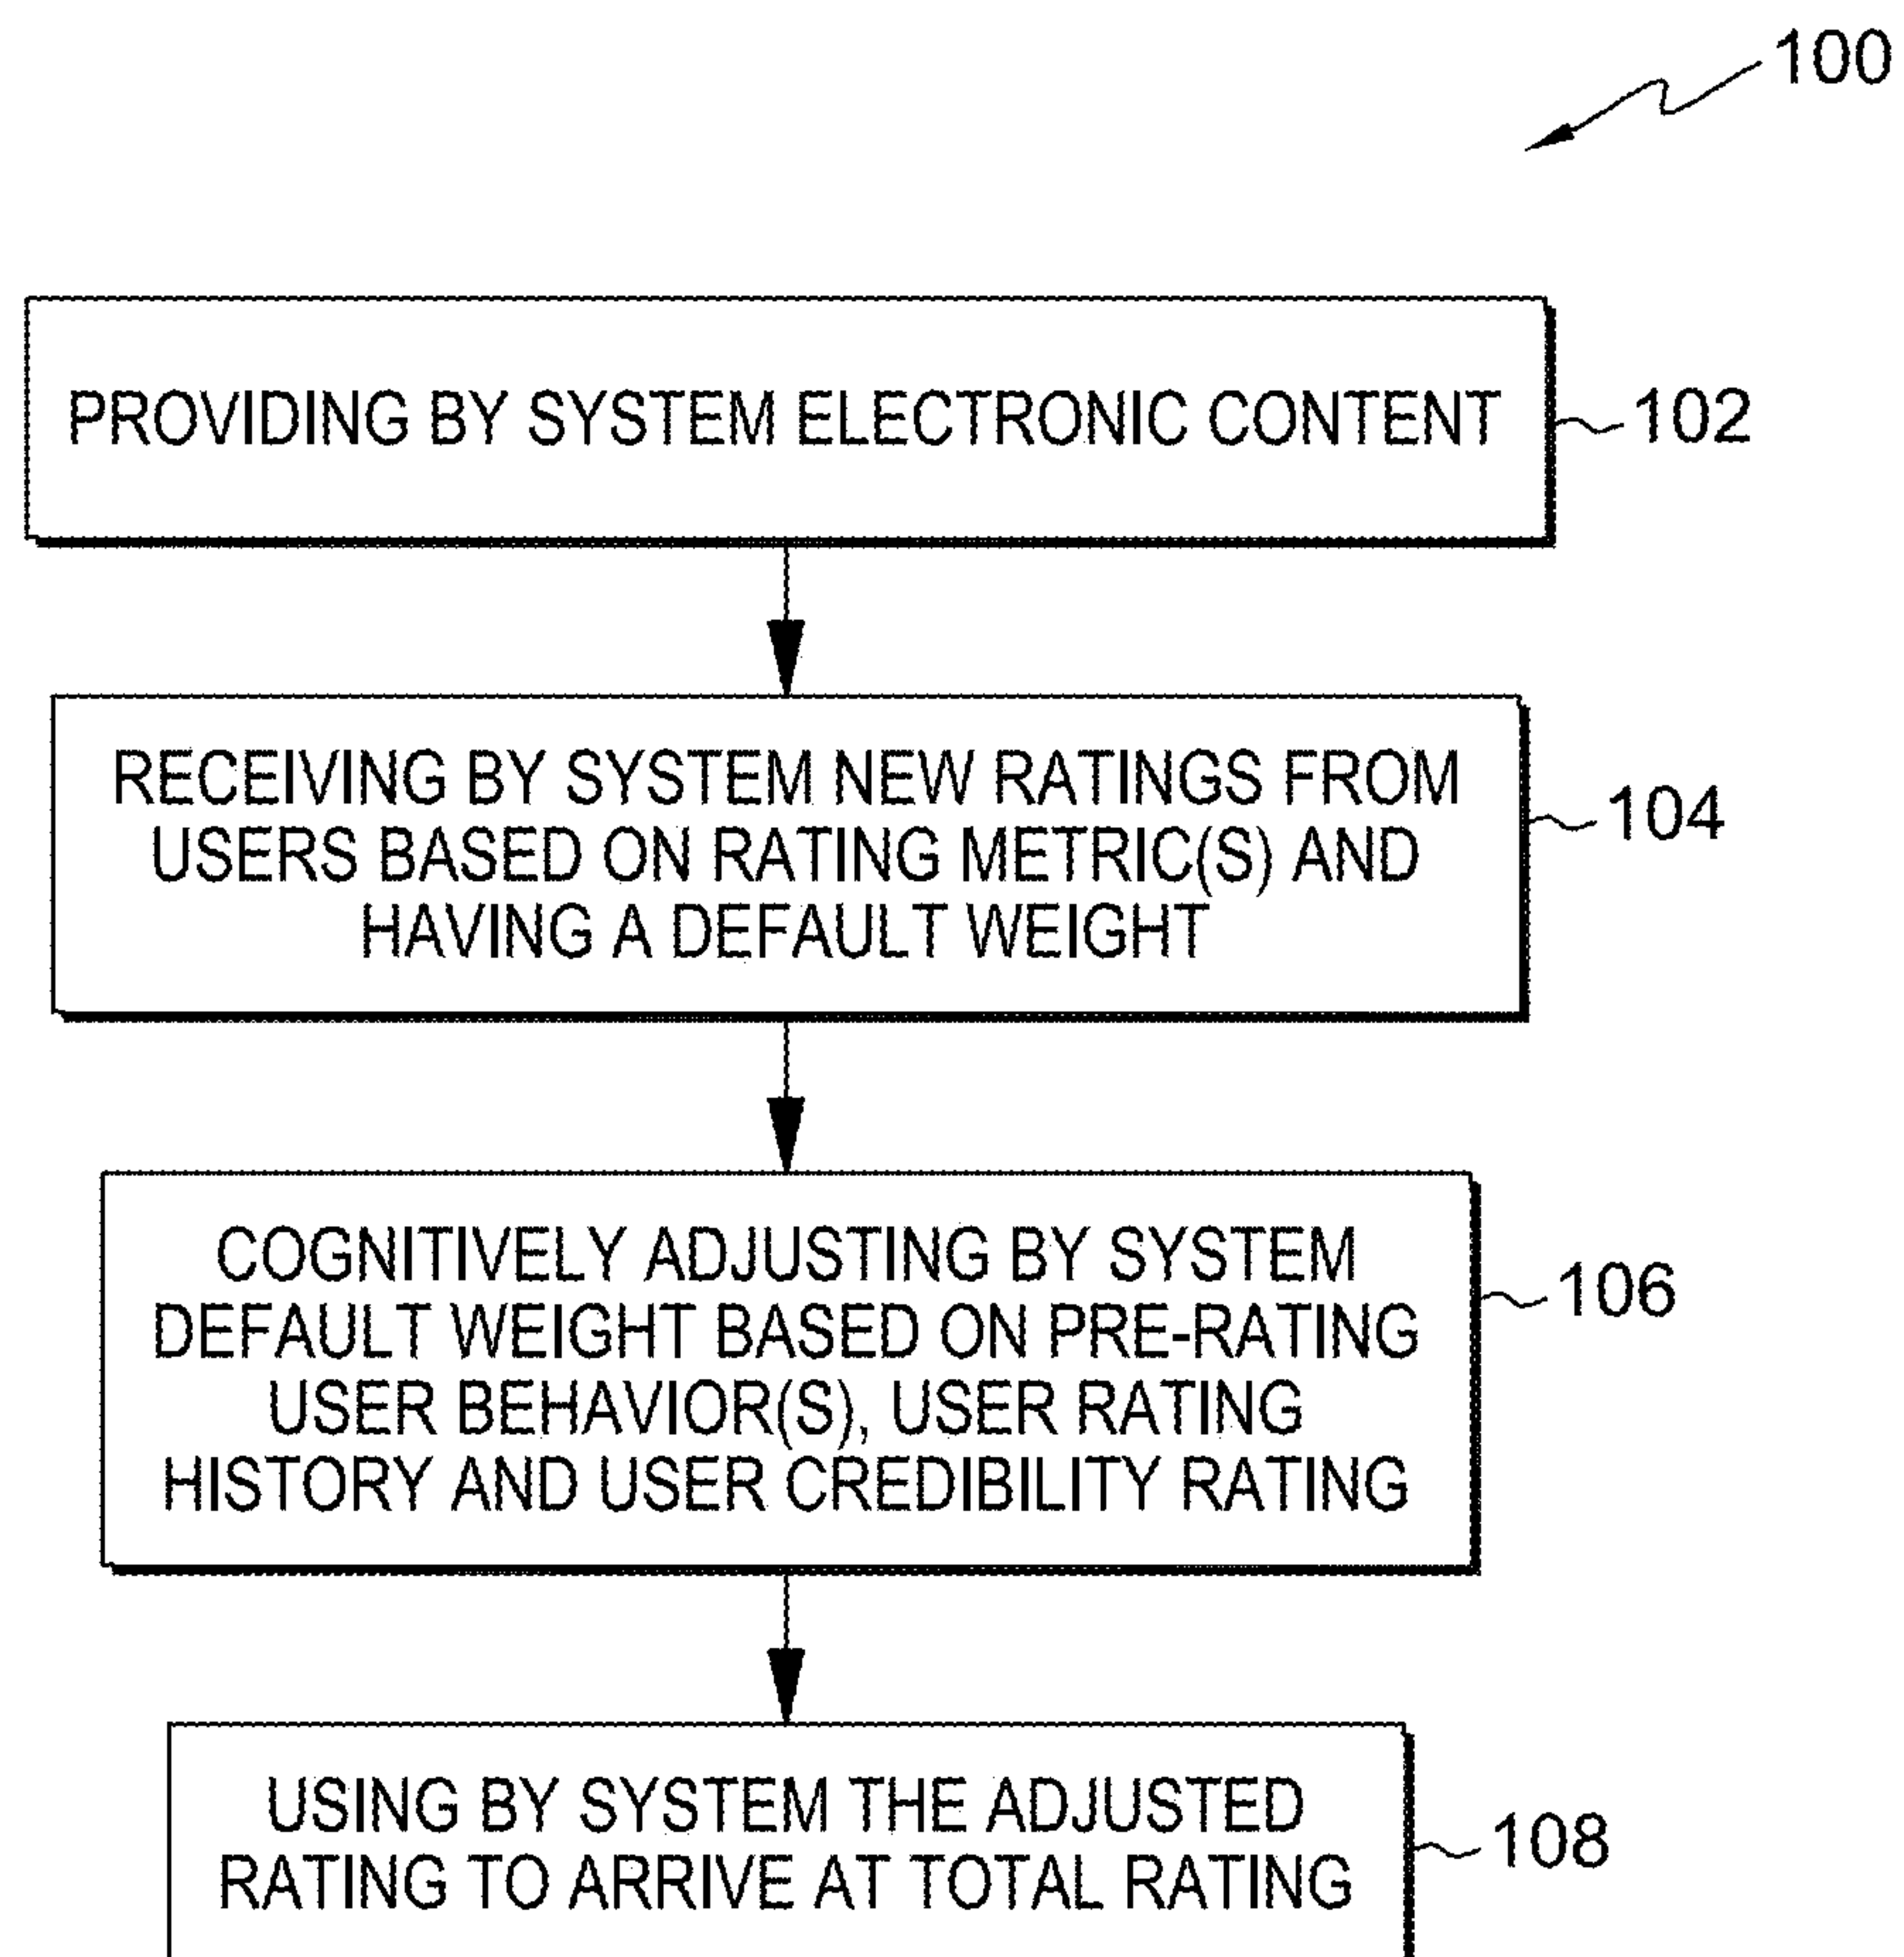 100
PROVIDING BY SYSTEM ELECTRONIC CONTENT
102
RECEIVING BY SYSTEM NEW RATINGS FROM
USERS BASED ON RATING METRIC(S) AND
HAVING A DEFAULT WEIGHT
104
COGNITIVELY ADJUSTING BY SYSTEM
DEFAULT WEIGHT BASED ON PRE-RATING
USER BEHAVIOR(S), USER RATING
HISTORY AND USER CREDIBILITY RATING
106
USING BY SYSTEM THE ADJUSTED
RATING TO ARRIVE AT TOTAL RATING
108